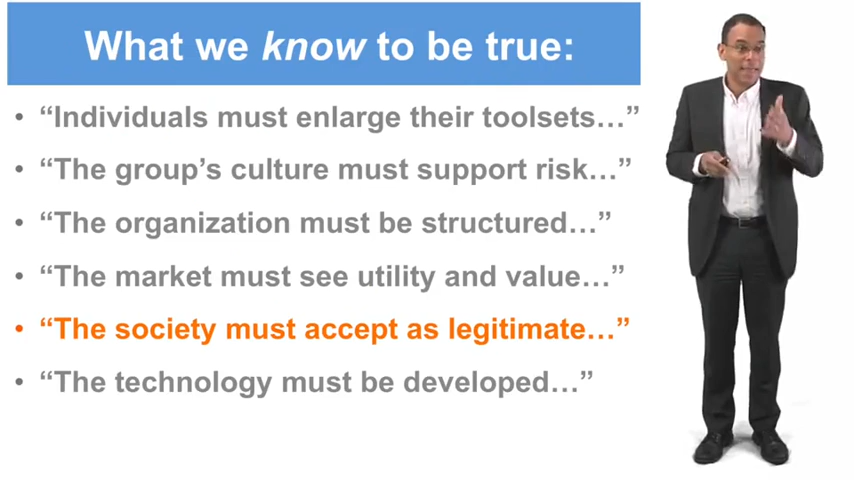 What we know to be true:
• “Individuals must enlarge their toolsets…”
• “The group’s culture must support risk…”
• “The organization must be structured…”
• “The market must see utility and value…”
• “The society must accept as legitimate…”
• “The technology must be developed…”